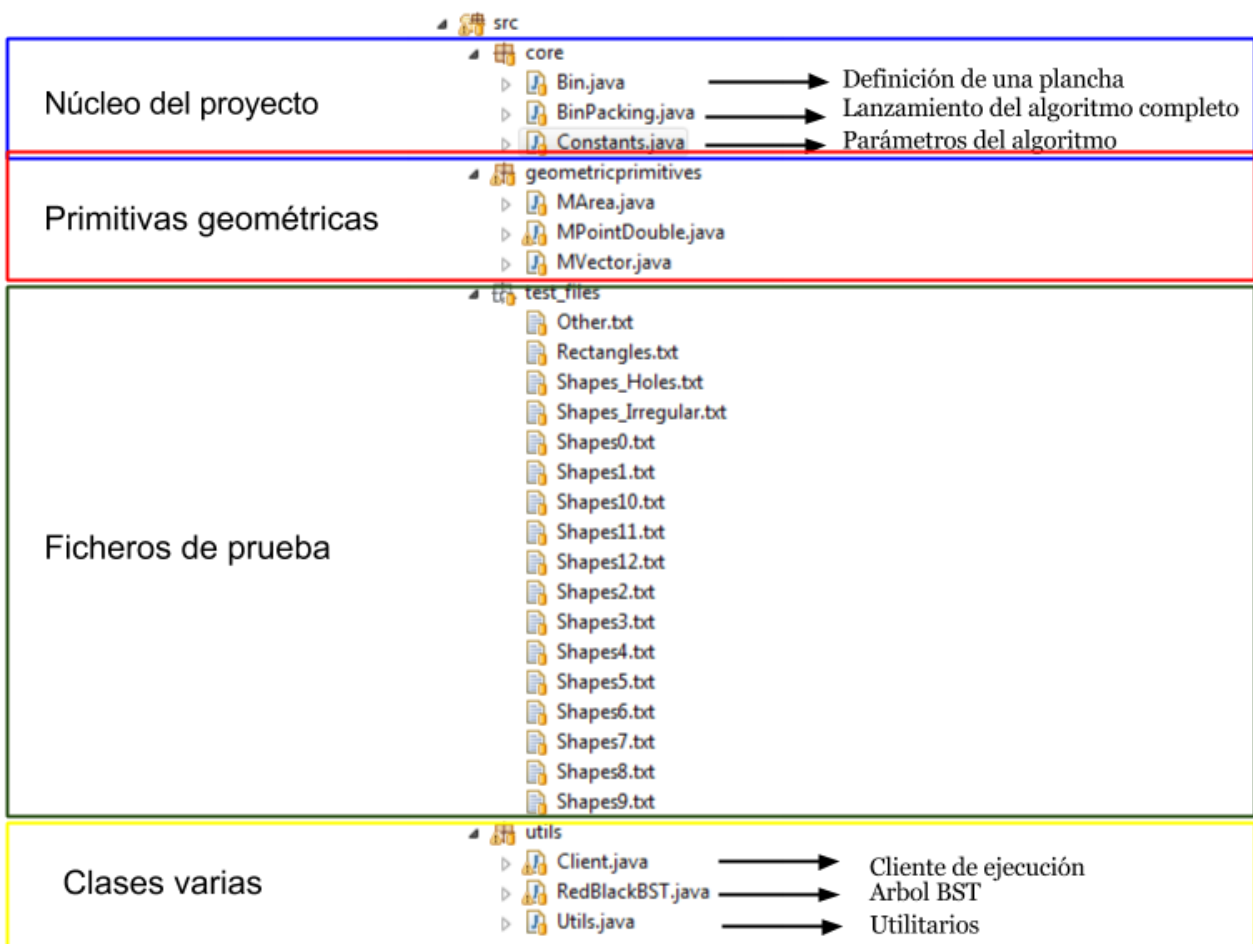 src
core
Núcleo del proyecto
Bin.java
Definición de una plancha
BinPacking.java
Lanzamiento del algoritmo completo
Constants.java
Parámetros del algoritmo
geometricprimitives
Primitivas geométricas
MArea.java
MPointDouble.java
MVector.java
test_files
Other.txt
Rectangles.txt
Shapes_Holes.txt
Shapes_Irregular.txt
Shapes0.txt
Shapes1.txt
Shapes10.txt
Shapes11.txt
Ficheros de prueba
Shapes12.txt
Shapes2.txt
Shapes3.txt
Shapes4.txt
Shapes5.txt
Shapes6.txt
Shapes7.txt
Shapes8.txt
Shapes9.txt
utils
Clases varias
Client.java
Cliente de ejecución
RedBlackBST.java
Arbol BST
Utils.java
Utilitarios